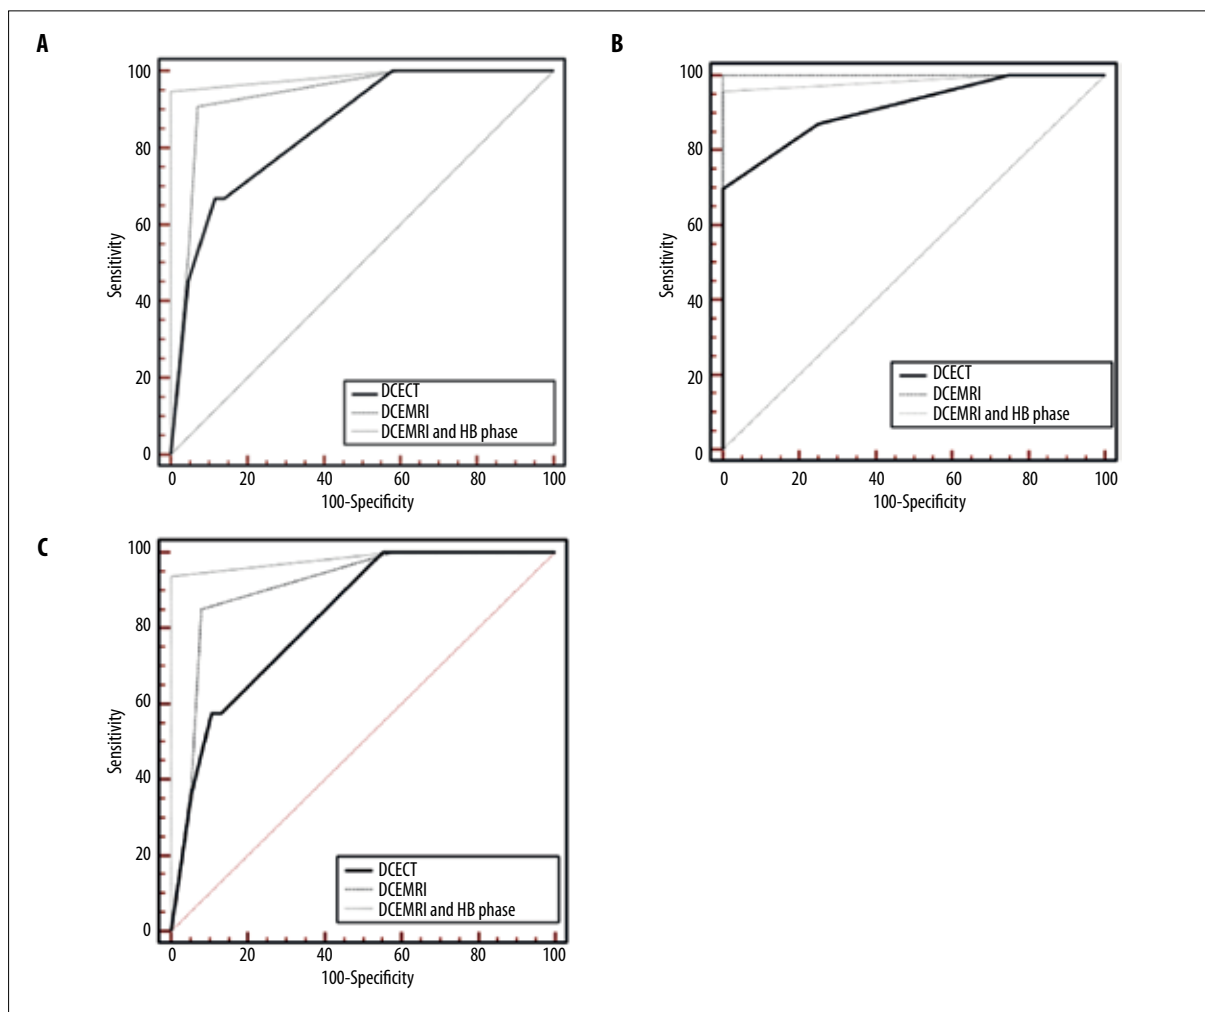 A
100
80
60
40
20
0
Sensitivity
DCECT
DCEMRI
DCEMRI and HB phase
0 20 40 60 80 100
100-Specificity
B
100
80
60
40
20
0
Sensitivity
DCECT
DCEMRI
DCEMRI and HB phase
0 20 40 60 80 100
100-Specificity
C
100
80
60
40
20
0
Sensitivity
DCECT
DCEMRI
DCEMRI and HB phase
0 20 40 60 80 100
100-Specificity